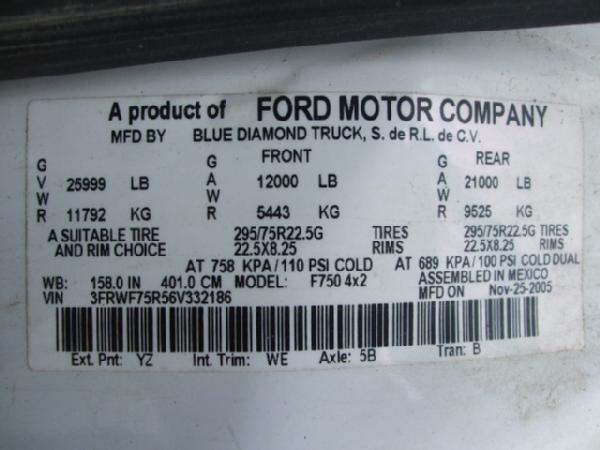 A product of FORD MOTOR COMPANY
MFD BY BLUE DIAMOND TRUCK, S. de R.L. de C.V.
GVWR 25999 LB 11792 KG
FRONT GAWR 12000 LB 5443 KG
REAR GAWR 21000 LB 9525 KG
A SUITABLE TIRE 295/75R22.5G TIRES 295/75R22.5G TIRES
AND RIM CHOICE 22.5X8.25 RIMS 22.5X8.25 RIMS
AT 758 KPA/110 PSI COLD AT 689 KPA/100 PSI COLD DUAL
WB: 158.0 IN 401.0 CM MODEL: F750 4x2 ASSEMBLED IN MEXICO
VIN 3FRWF75R56V332186 MFD ON Nov-25-2005
Ext. Pnt: YZ Int. Trim: WE Axle: 5B Tran: B